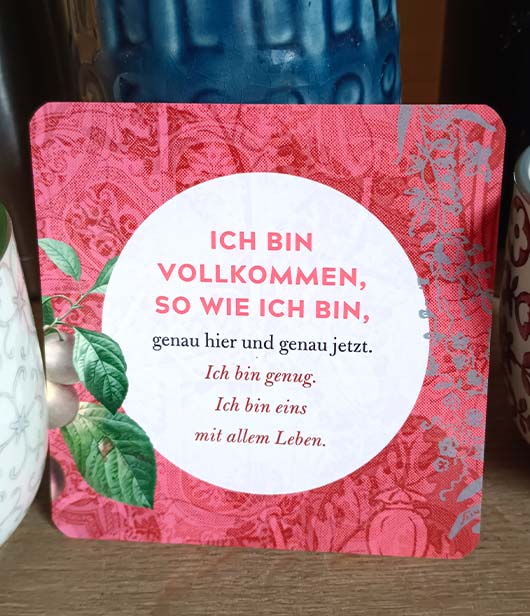 ICH BIN
VOLLKOMMEN,
SO WIE ICH BIN,
genau hier und genau jetzt.
Ich bin genug.
Ich bin eins
mit allem Leben.